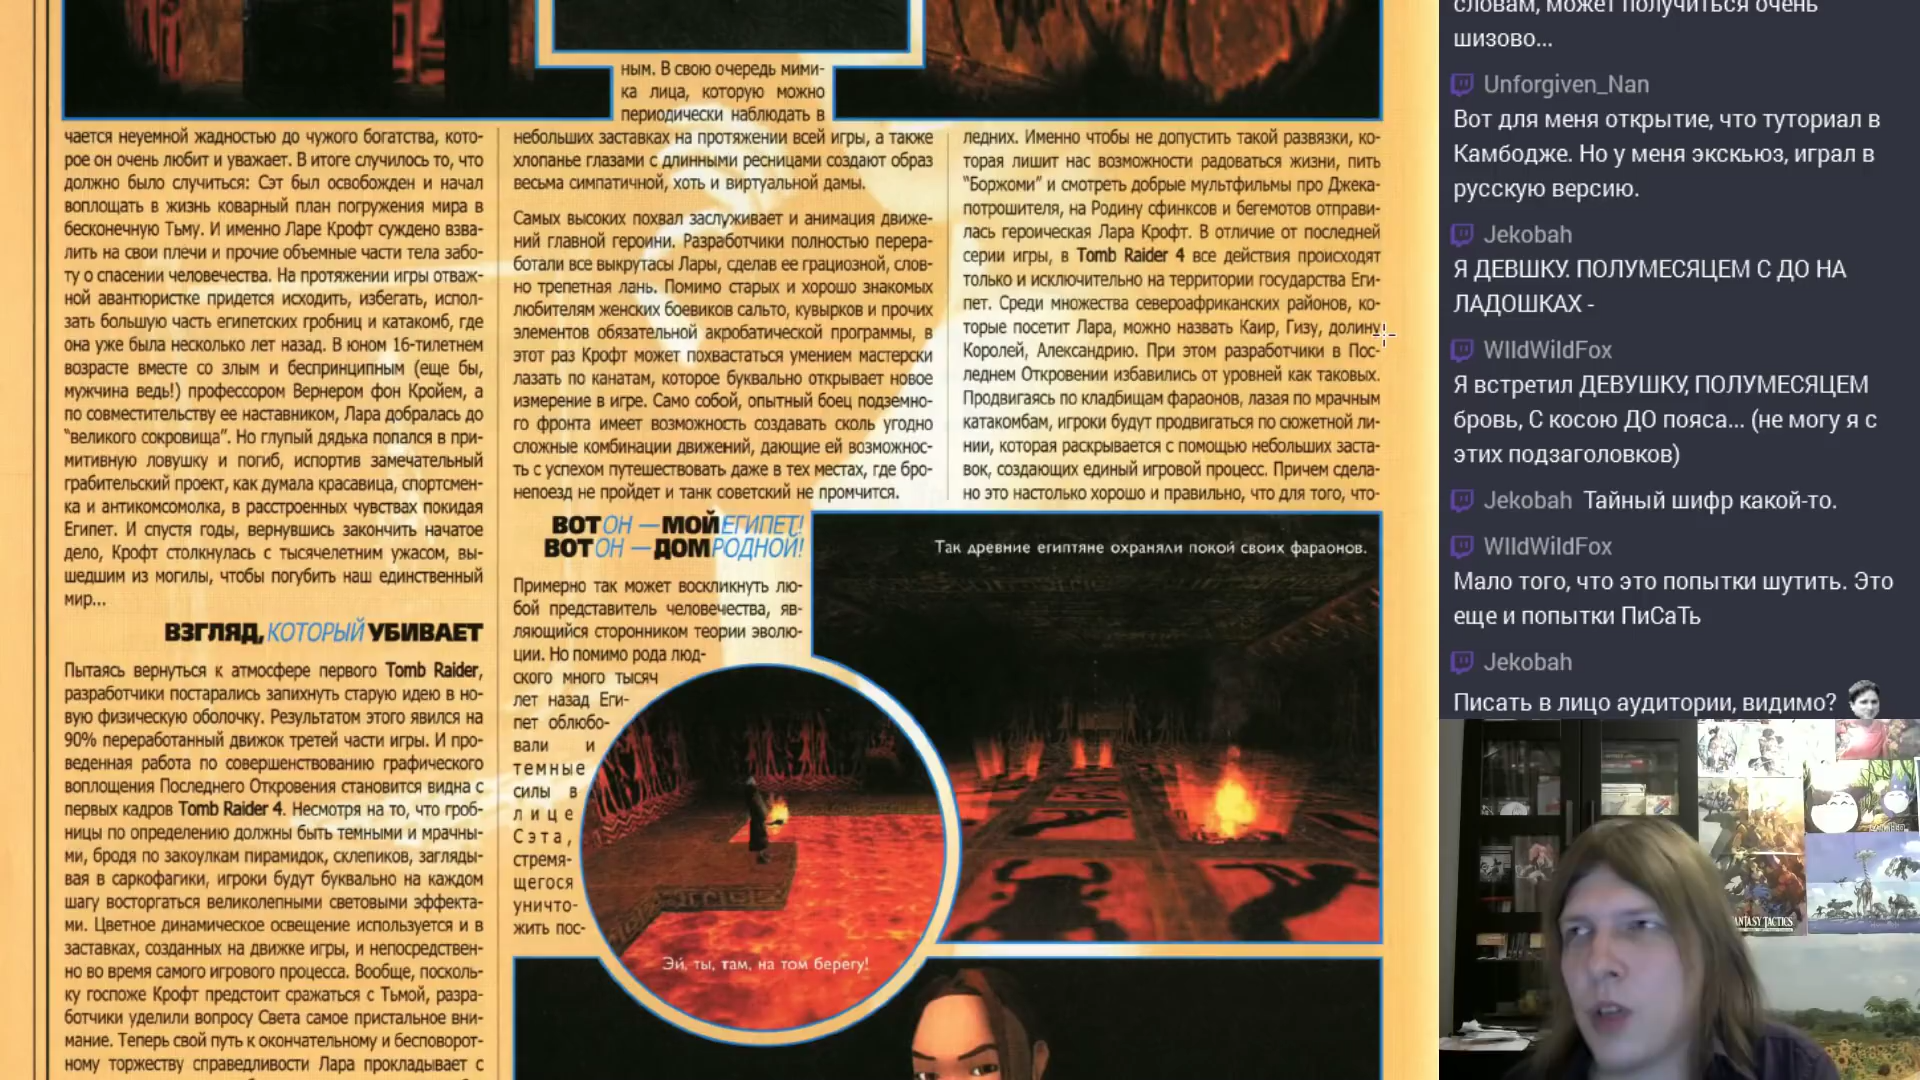 чается неуемной жадностью до чужого богатства, кото-
рое он очень любит и уважает. В итоге случилось то, что
должно было случиться: Сэт был освобожден и начал
воплощать в жизнь коварный план погружения мира в
бесконечную Тьму. И именно Ларе Крофт суждено взва-
лить на свои плечи и прочие объемные части тела забо-
ту о спасении человечества. На протяжении игры отваж-
ной авантюристке придется исходить, избегать, испол-
зать большую часть египетских гробниц и катакомб, где
она уже была несколько лет назад. В юном 16-тилетнем
возрасте вместе со злым и беспринципным (еще бы,
мужчина ведь!) профессором Вернером фон Кройем, а
по совместительству ее наставником, Лара добралась до
“великого сокровища”. Но глупый дядька попался в при-
митивную ловушку и погиб, испортив замечательный
грабительский проект, как думала красавица, спортсмен-
ка и антикомсомолка, в расстроенных чувствах покидая
Египет. И спустя годы, вернувшись закончить начатое
дело, Крофт столкнулась с тысячелетним ужасом, вы-
шедшим из могилы, чтобы погубить наш единственный
мир...
ВЗГЛЯД, КОТОРЫЙ УБИВАЕТ
Пытаясь вернуться к атмосфере первого Tomb Raider,
разработчики постарались запихнуть старую идею в но-
вую физическую оболочку. Результатом этого явился на
90% переработанный движок третей части игры. И про-
веденная работа по совершенствованию графического
воплощения Последнего Откровения становится видна с
первых кадров Tomb Raider 4. Несмотря на то, что гроб-
ницы по определению должны быть темными и мрачны-
ми, бродя по закоулкам пирамидок, склепиков, загляды-
вая в саркофагики, игроки будут буквально на каждом
шагу восторгаться великолепными световыми эффекта-
ми. Цветное динамическое освещение используется и в
заставках, созданных на движке игры, и непосредствен-
но во время самого игрового процесса. Вообще, посколь-
ку госпоже Крофт предстоит сражаться с Тьмой, разра-
ботчики уделили вопросу Света самое пристальное вни-
мание. Теперь свой путь к окончательному и бесповорот-
ному торжеству справедливости Лара прокладывает с
ным. В свою очередь мими-
ка лица, которую можно
периодически наблюдать в
небольших заставках на протяжении всей игры, а также
хлопанье глазами с длинными ресницами создают образ
весьма симпатичной, хоть и виртуальной дамы.
Самых высоких похвал заслуживает и анимация движе-
ний главной героини. Разработчики полностью перера-
ботали все выкрутасы Лары, сделав ее грациозной, слов-
но трепетная лань. Помимо старых и хорошо знакомых
любителям женских боевиков сальто, кувырков и прочих
элементов обязательной акробатической программы, в
этот раз Крофт может похвастаться умением мастерски
лазать по канатам, которое буквально открывает новое
измерение в игре. Само собой, опытный боец подземно-
го фронта имеет возможность создавать сколь угодно
сложные комбинации движений, дающие ей возможнос-
ть с успехом путешествовать даже в тех местах, где бро-
непоезд не пройдет и танк советский не промчится.
ВОТ ОН — МОЙ ЕГИПЕТ!
ВОТ ОН — ДОМ РОДНОЙ!
Примерно так может воскликнуть лю-
бой представитель человечества, яв-
ляющийся сторонником теории эволю-
ции. Но помимо рода люд-
ского много тысяч
лет назад Еги-
пет облюбо-
вали и
темные
силы в
лице
Сэта,
стремя-
щегося
уничто-
жить пос-
ледних. Именно чтобы не допустить такой развязки, ко-
торая лишит нас возможности радоваться жизни, пить
“Боржоми” и смотреть добрые мультфильмы про Джека-
потрошителя, на Родину сфинксов и бегемотов отправи-
лась героическая Лара Крофт. В отличие от последней
серии игры, в Tomb Raider 4 все действия происходят
только и исключительно на территории государства Еги-
пет. Среди множества североафриканских районов, ко-
торые посетит Лара, можно назвать Каир, Гизу, долину
Королей, Александрию. При этом разработчики в Пос-
леднем Откровении избавились от уровней как таковых.
Продвигаясь по кладбищам фараонов, лазая по мрачным
катакомбам, игроки будут продвигаться по сюжетной ли-
нии, которая раскрывается с помощью небольших заста-
вок, создающих единый игровой процесс. Причем сдела-
но это настолько хорошо и правильно, что для того, что-
Так древние египтяне охраняли покой своих фараонов.
Эй, ты, там, на том берегу!
словам, может получиться очень
шизово...
Unforgiven_Nan
Вот для меня открытие, что туториал в
Камбодже. Но у меня экскьюз, играл в
русскую версию.
Jekobah
Я ДЕВШКУ. ПОЛУМЕСЯЦЕМ С ДО НА
ЛАДОШКАХ -
WIldWildFox
Я встретил ДЕВУШКУ, ПОЛУМЕСЯЦЕМ
бровь, С косою ДО пояса... (не могу я с
этих подзаголовков)
Jekobah Тайный шифр какой-то.
WIldWildFox
Мало того, что это попытки шутить. Это
еще и попытки ПиСаТь
Jekobah
Писать в лицо аудитории, видимо?
FANTASY TACTICS